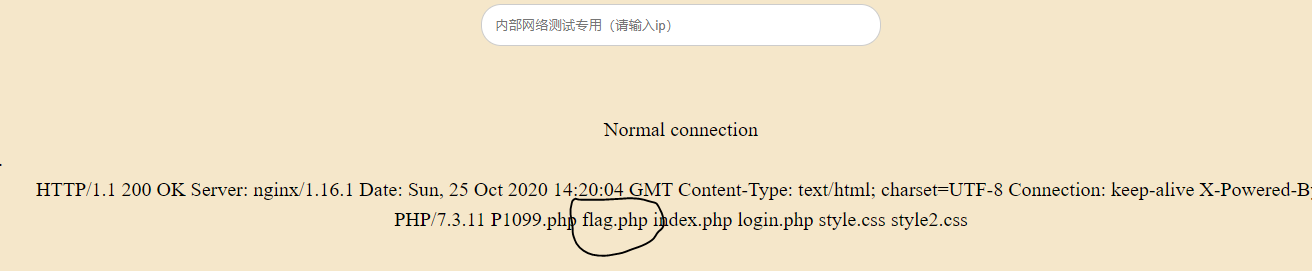 内部网络测试专用（请输入ip）
Normal connection
HTTP/1.1 200 OK Server: nginx/1.16.1 Date: Sun, 25 Oct 2020 14:20:04 GMT Content-Type: text/html; charset=UTF-8 Connection: keep-alive X-Powered-By
PHP/7.3.11 P1099.php flag.php index.php login.php style.css style2.css